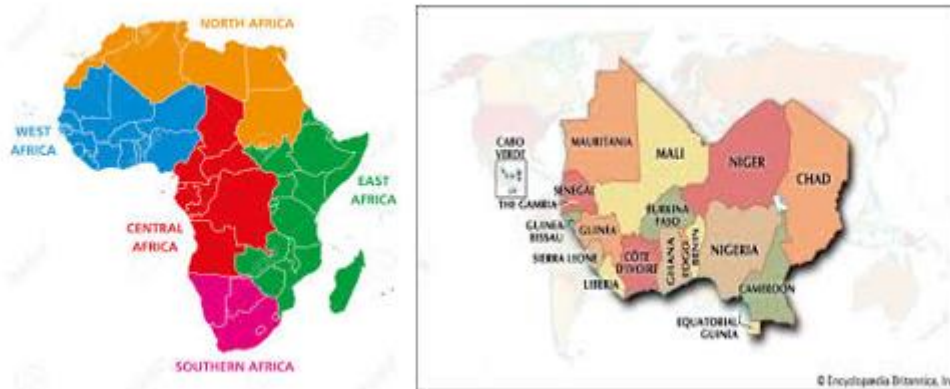 NORTH AFRICA
WEST
AFRICA
EAST
AFRICA
CENTRAL
AFRICA
SOUTHERN AFRICA
CABO
VERDE
MAURITANIA
MALI
NIGER
CHAD
SENEGAL
THE GAMBIA
GUINEA
BISSAU
GUINEA
BURKINA
FASO
SIERRA LEONE
CÔTE
D'IVOIRE
GHANA
TOGO
BENIN
NIGERIA
LIBERIA
CAMEROON
EQUATORIAL
GUINEA
© Encyclopædia Britannica, In